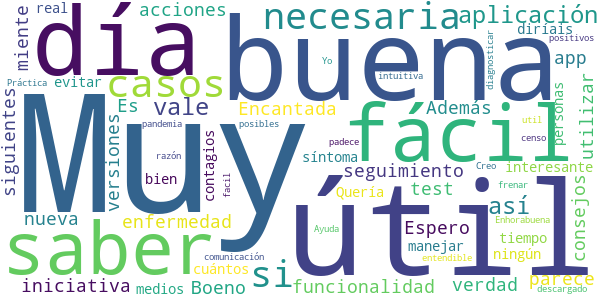 miente
real
día
acciones
buena
necesaria
aplicación
diríais
positivos
Práctica
evitar
casos
Yo
intuitiva
diagnosticar
app
siguientes
Muy
Es
versiones
vale
Encantada
Además
fácil
personas
utilizar
pandemia
posibles
util
censo
razón
bien
contagios
facil
síntoma
padece
Creo
interesante
frenar
seguimiento
consejos
nueva
enfermedad
Quería
test
útil
así
Enhorabuena
saber
cuántos
comunicación
si
Ayuda
Espero
manejar
tiempo
ningún
entendible
iniciativa
medios
Boeno
funcionalidad
verdad
parece
descargado